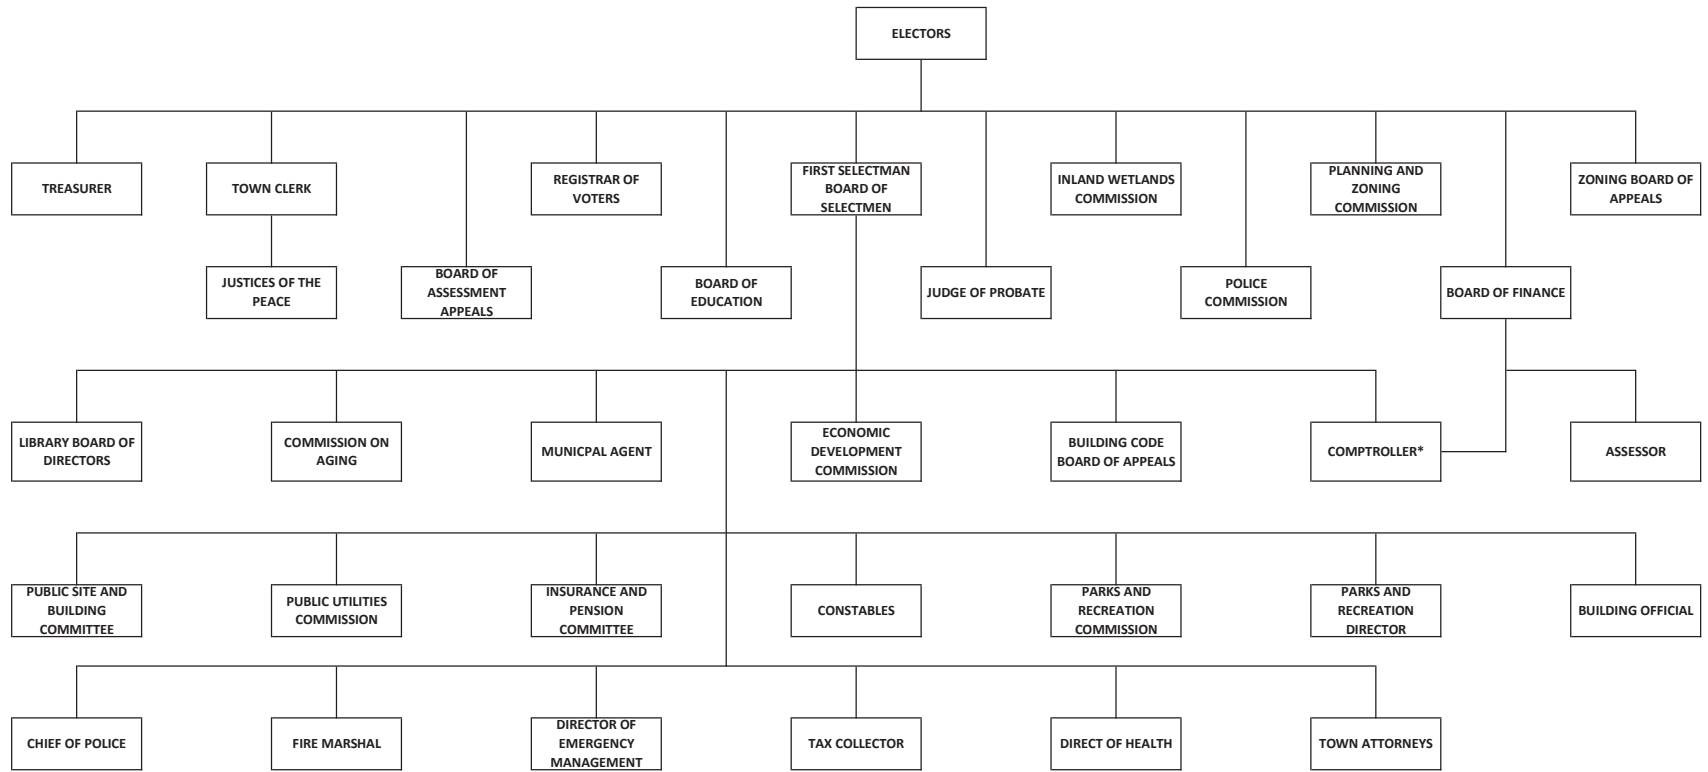 ELECTORS
TREASURER
TOWN CLERK
REGISTRAR OF
VOTERS
FIRST SELECTMAN
BOARD OF
SELECTMEN
INLAND WETLANDS
COMMISSION
PLANNING AND
ZONING
COMMISSION
ZONING BOARD OF
APPEALS
JUSTICES OF THE
PEACE
BOARD OF
ASSESSMENT
APPEALS
BOARD OF
EDUCATION
JUDGE OF PROBATE
POLICE
COMMISSION
BOARD OF FINANCE
LIBRARY BOARD OF
DIRECTORS
COMMISSION ON
AGING
MUNICPAL AGENT
ECONOMIC
DEVELOPMENT
COMMISSION
BUILDING CODE
BOARD OF APPEALS
COMPTROLLER*
ASSESSOR
PUBLIC SITE AND
BUILDING
COMMITTEE
PUBLIC UTILITIES
COMMISSION
INSURANCE AND
PENSION
COMMITTEE
CONSTABLES
PARKS AND
RECREATION
COMMISSION
PARKS AND
RECREATION
DIRECTOR
BUILDING OFFICIAL
CHIEF OF POLICE
FIRE MARSHAL
DIRECTOR OF
EMERGENCY
MANAGEMENT
TAX COLLECTOR
DIRECT OF HEALTH
TOWN ATTORNEYS